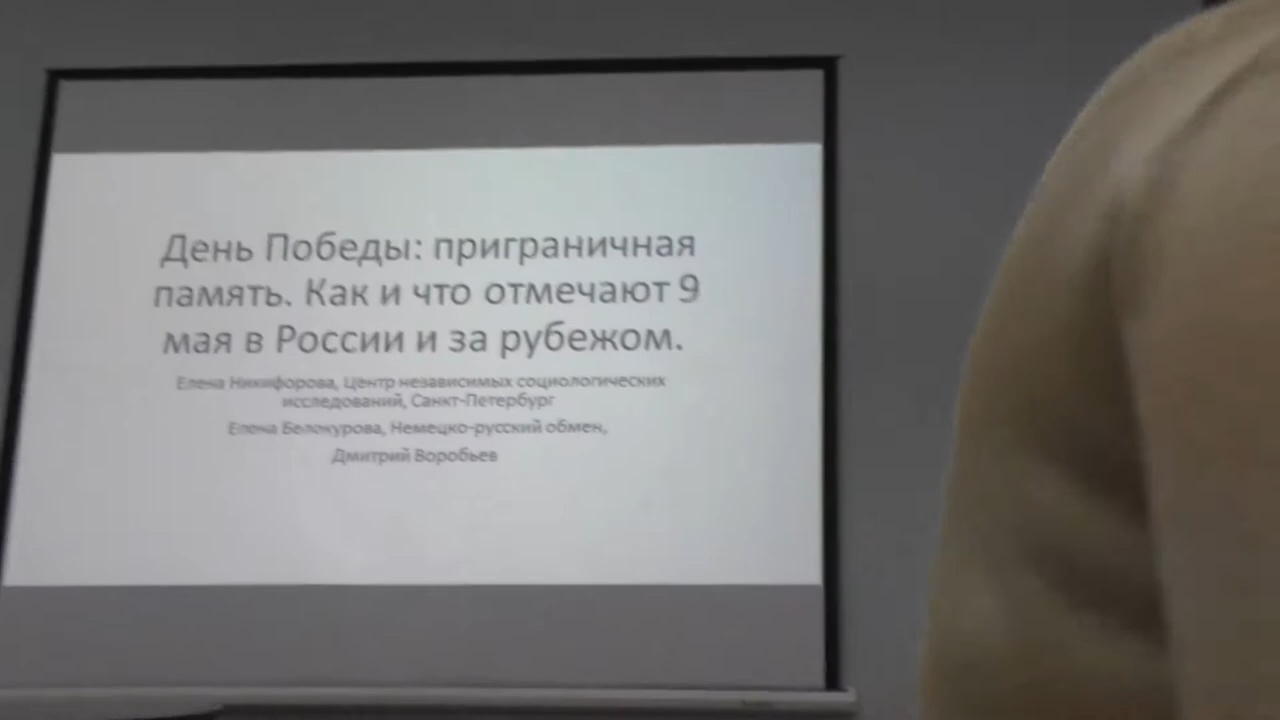 День Победы: приграничная
память. Как и что отмечают 9
мая в России и за рубежом.
Елена Никифорова, Центр независимых социологических
исследований, Санкт-Петербург
Елена Белокурова, Немецко-русский обмен,
Дмитрий Воробьев